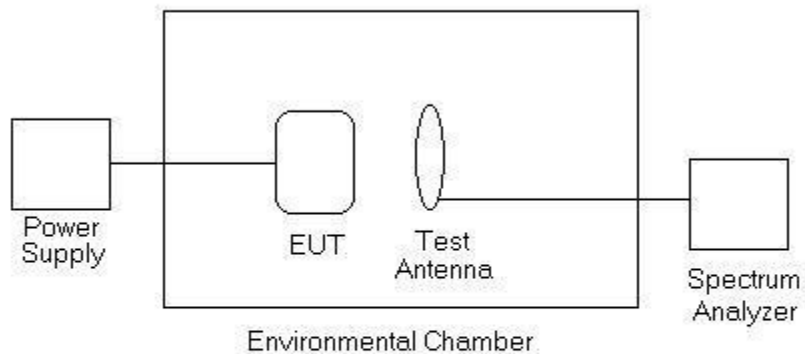 Power
Supply
EUT
Test
Antenna
Spectrum
Analyzer
Environmental Chamber